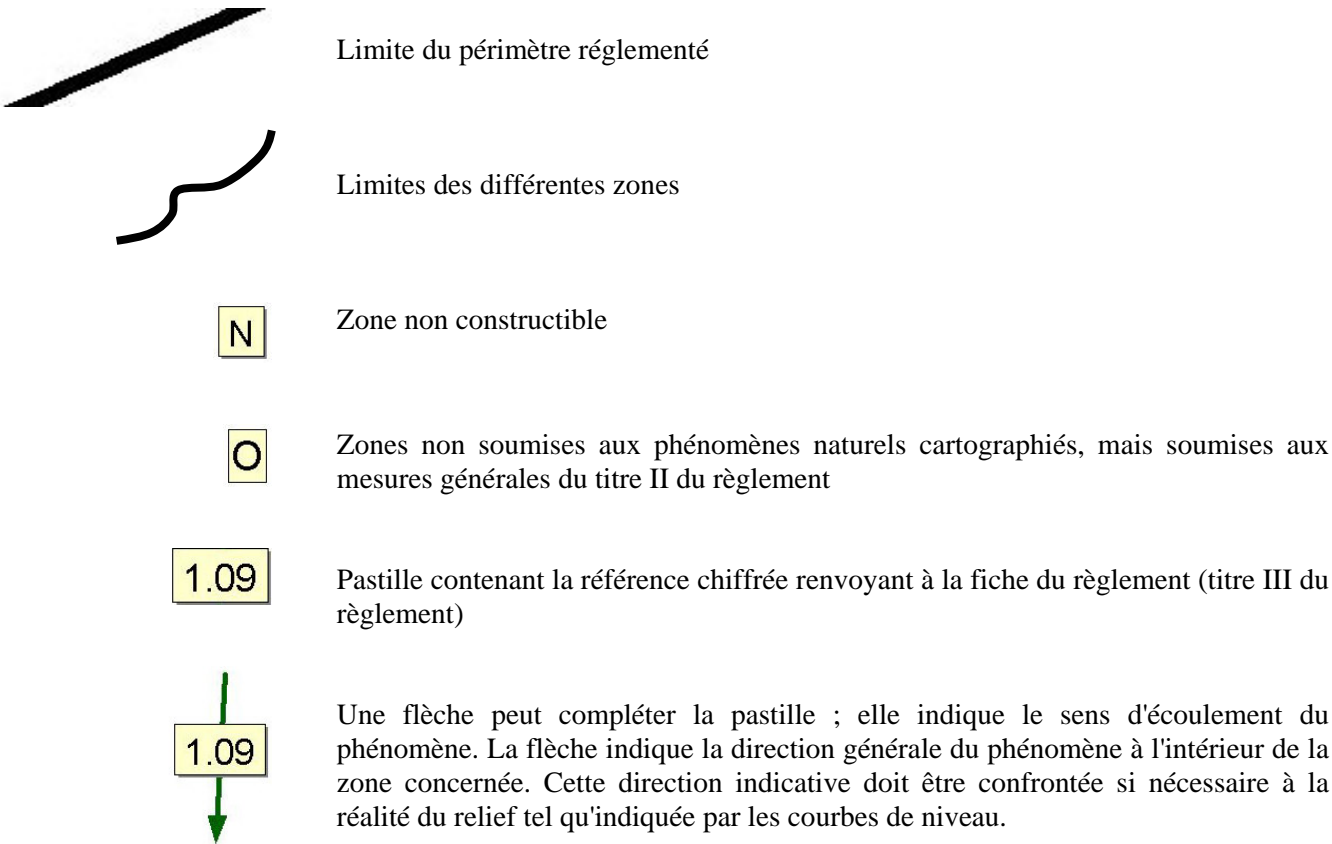 Limite du périmètre réglementé
Limites des différentes zones
N
Zone non constructible
O
Zones non soumises aux phénomènes naturels cartographiés, mais soumises aux
mesures générales du titre II du règlement
1.09
Pastille contenant la référence chiffrée renvoyant à la fiche du règlement (titre III du
règlement)
1.09
Une flèche peut compléter la pastille ; elle indique le sens d'écoulement du
phénomène. La flèche indique la direction générale du phénomène à l'intérieur de la
zone concernée. Cette direction indicative doit être confrontée si nécessaire à la
réalité du relief tel qu'indiquée par les courbes de niveau.